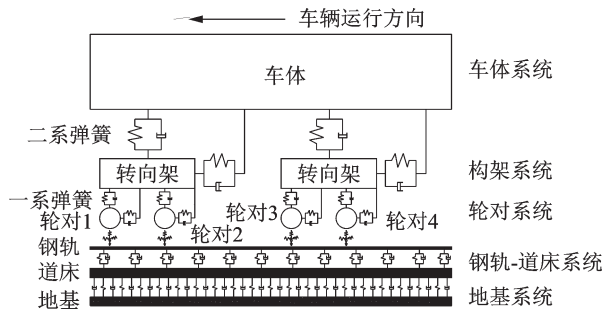 车辆运行方向
车体
车体系统
二系弹簧
转向架
转向架
构架系统
一系弹簧
轮对1
轮对2
轮对3
轮对4
轮对系统
钢轨
钢轨-道床系统
道床
地基
地基系统